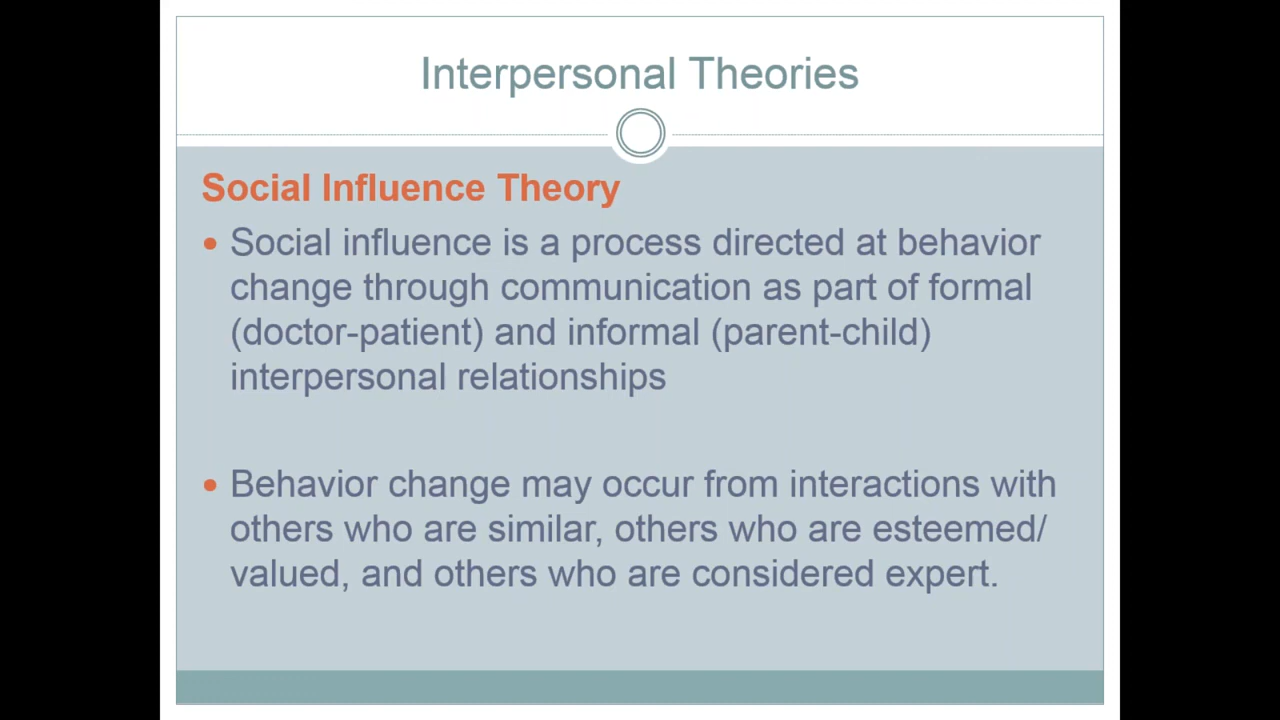 Interpersonal Theories
Social Influence Theory
• Social influence is a process directed at behavior
change through communication as part of formal
(doctor-patient) and informal (parent-child)
interpersonal relationships
• Behavior change may occur from interactions with
others who are similar, others who are esteemed/
valued, and others who are considered expert.